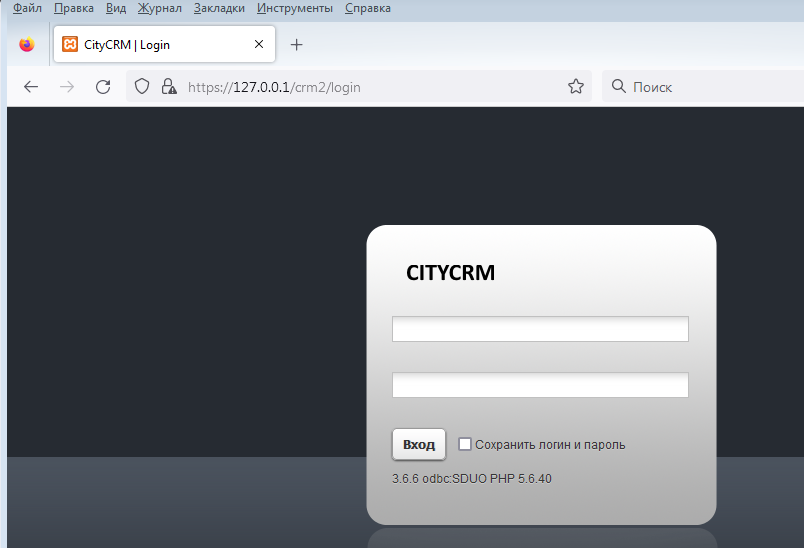 Файл Правка Вид Журнал Закладки Инструменты Справка
CityCRM | Login
https://127.0.0.1/crm2/login
Поиск
CITYCRM
Вход
Сохранить логин и пароль
3.6.6 odbc:SDUO PHP 5.6.40